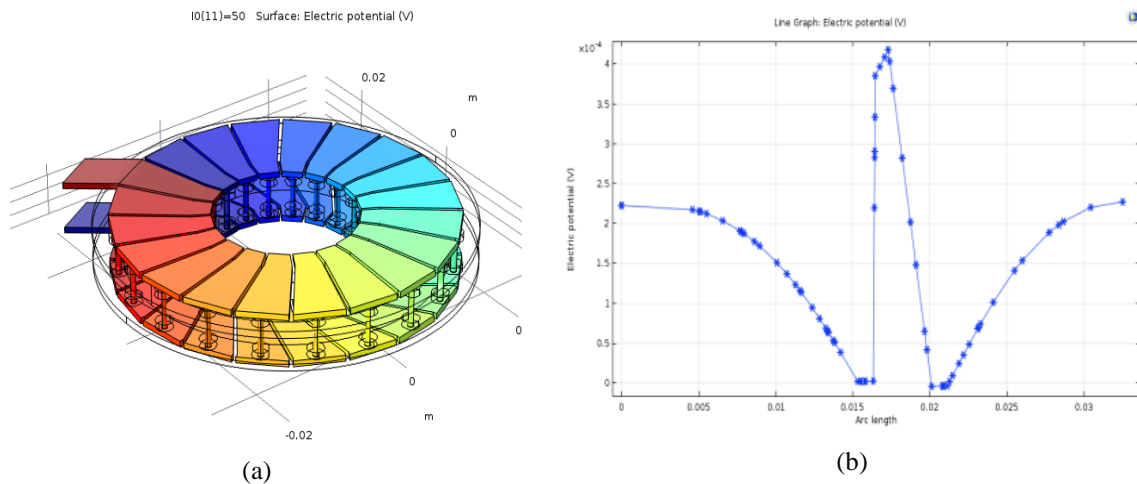 I0(11)=50 Surface: Electric potential (V)
0.02
m
0
0
0
m
-0.02
(a)
Line Graph: Electric potential (V)
×10⁻⁴
4
3.5
3
2.5
2
1.5
1
0.5
0
Electric potential (V)
0 0.005 0.01 0.015 0.02 0.025 0.03
Arc length
(b)